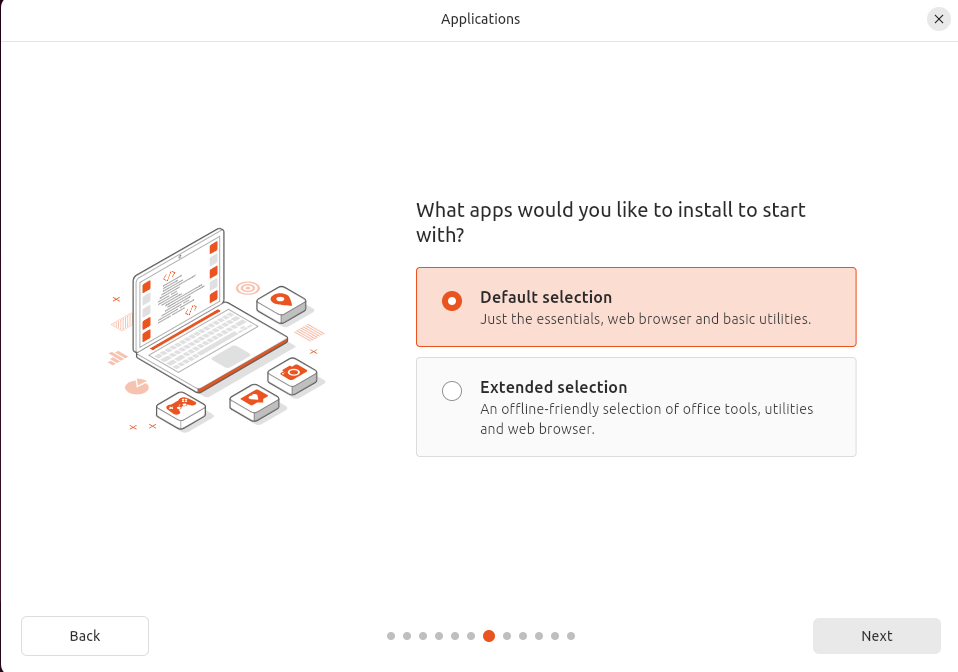 Applications
What apps would you like to install to start
with?
Default selection
Just the essentials, web browser and basic utilities.
Extended selection
An offline-friendly selection of office tools, utilities
and web browser.
Back
Next